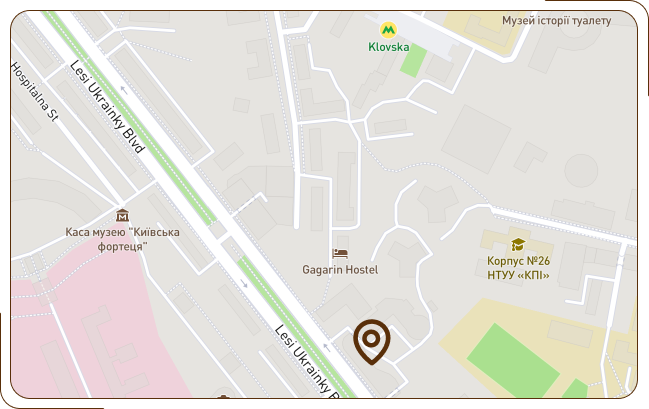 Музей історії туалету
Klovska
Hospitalna St
Lesi Ukrainky Blvd
Каса музею "Київська
фортеця"
Gagarin Hostel
Корпус №26
НТУУ «КПІ»
Lesi Ukrainky B